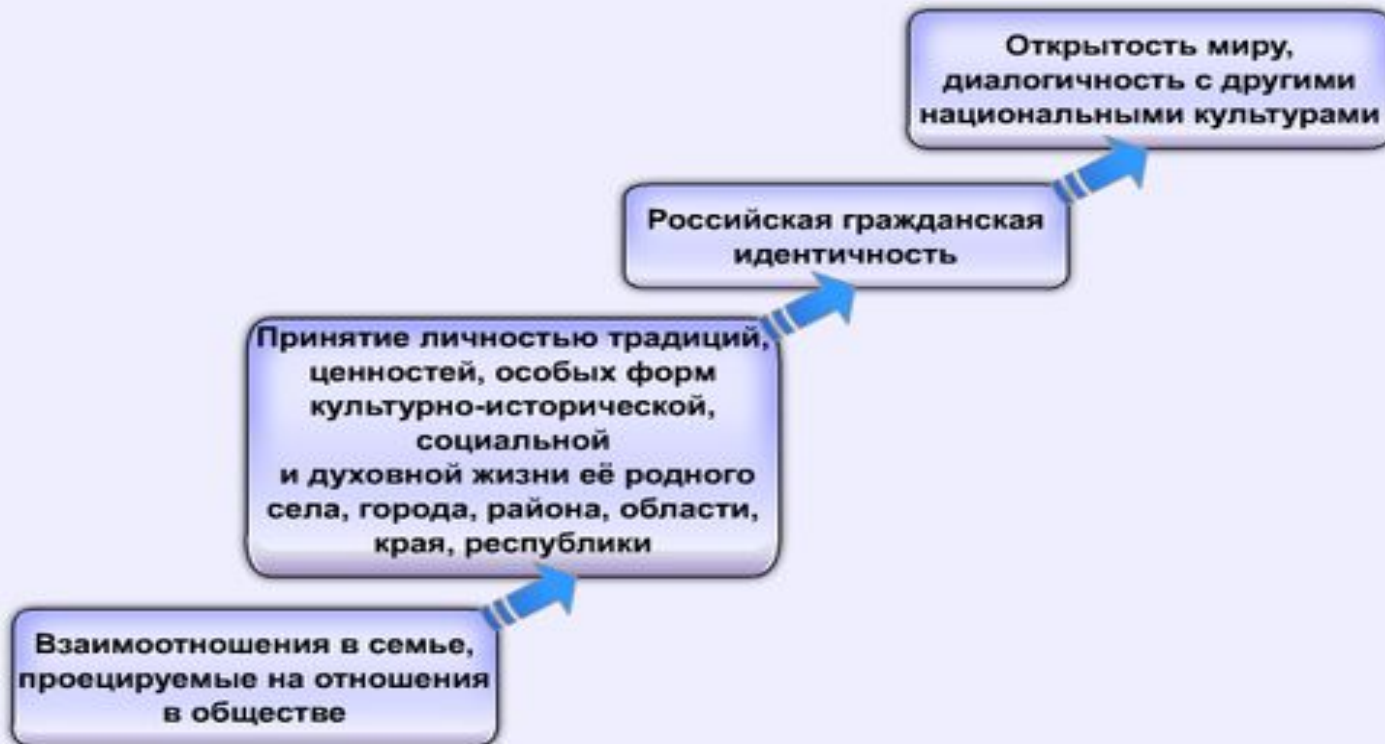 Открытость миру,
диалогичность с другими
национальными культурами
Российская гражданская
идентичность
Принятие личностью традиций,
ценностей, особых форм
культурно-исторической,
социальной
и духовной жизни её родного
села, города, района, области,
края, республики
Взаимоотношения в семье,
проецируемые на отношения
в обществе